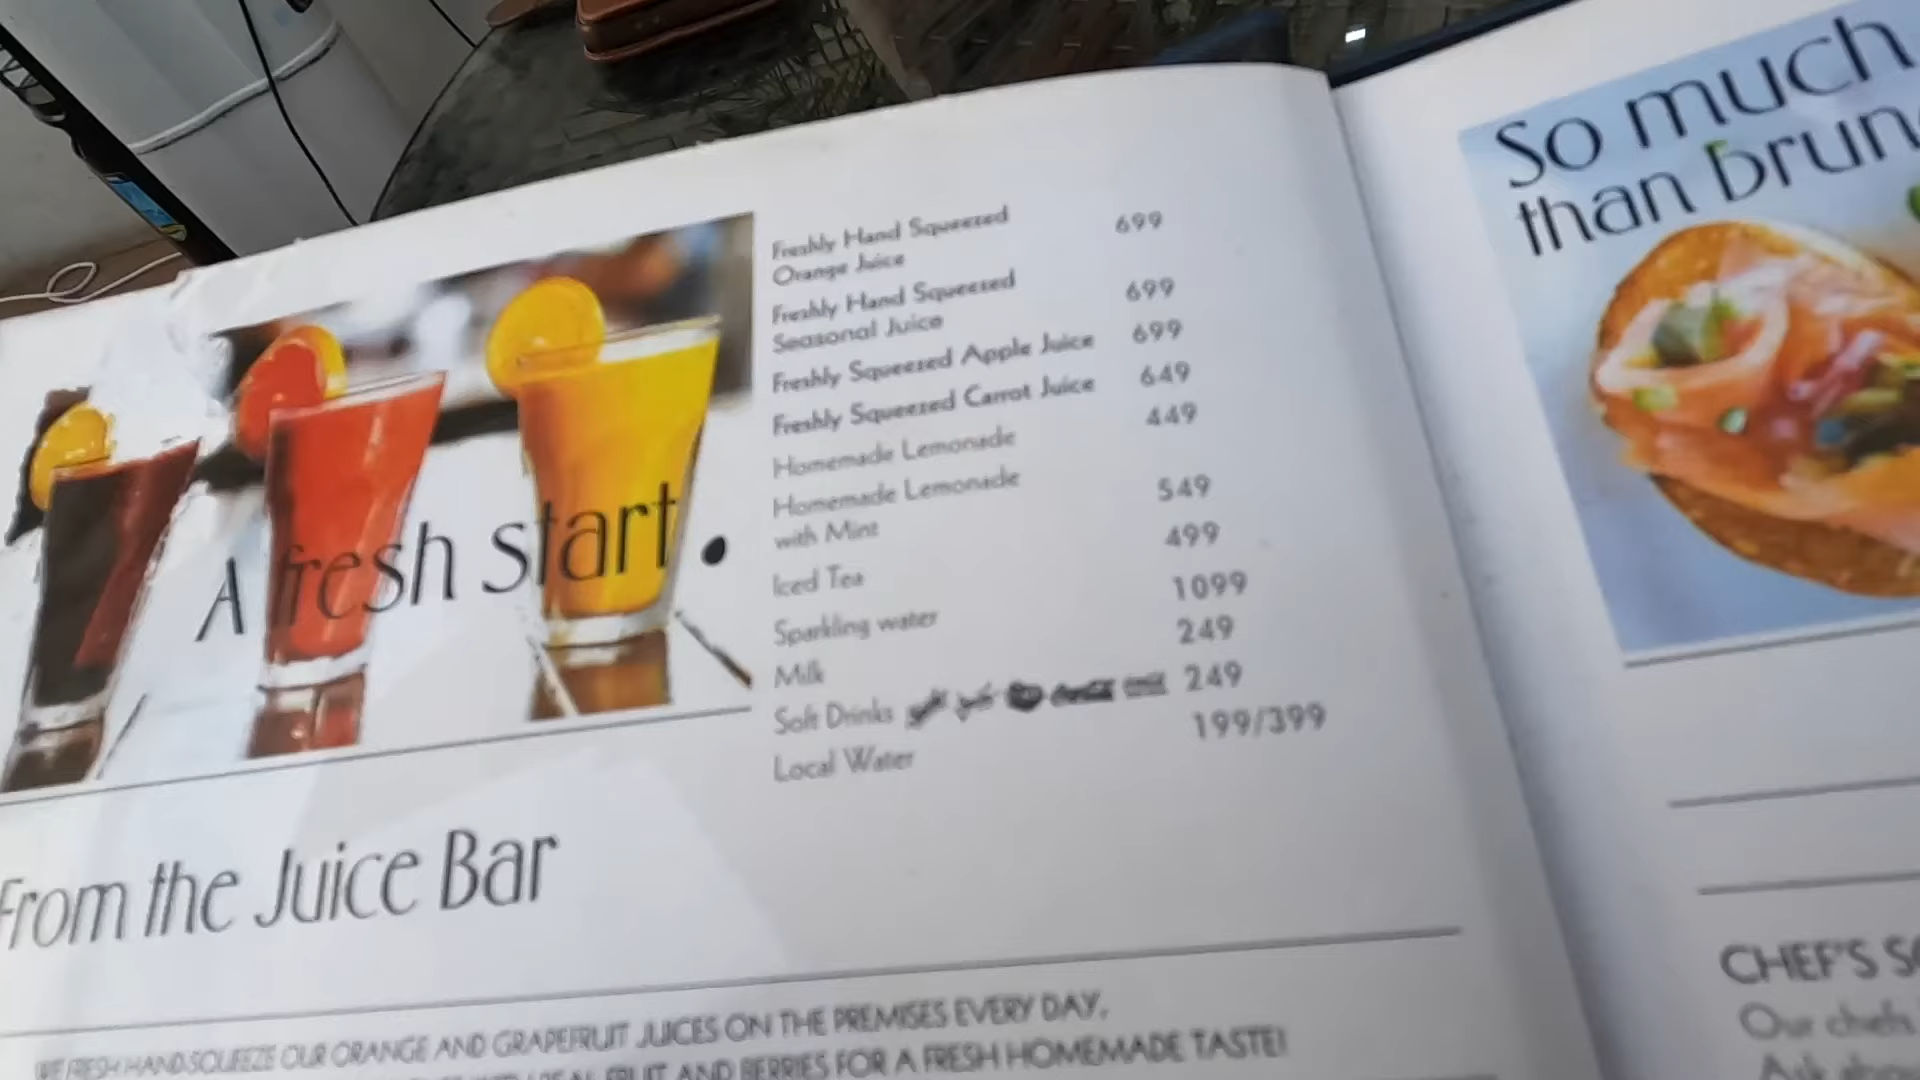 A fresh start.
Freshly Hand Squeezed
Orange Juice 699
Freshly Hand Squeezed
Seasonal Juice 699
Freshly Squeezed Apple Juice 699
Freshly Squeezed Carrot Juice 649
Homemade Lemonade 449
Homemade Lemonade
with Mint 549
Iced Tea 499
Sparkling water 1099
Milk 249
Soft Drinks 249
Local Water 199/399
From the Juice Bar
WE FRESH HAND SQUEEZE OUR ORANGE AND GRAPEFRUIT JUICES ON THE PREMISES EVERY DAY,
FRUIT AND BERRIES FOR A FRESH HOMEMADE TASTE!
So much
than
CHEF'S
Our chefs